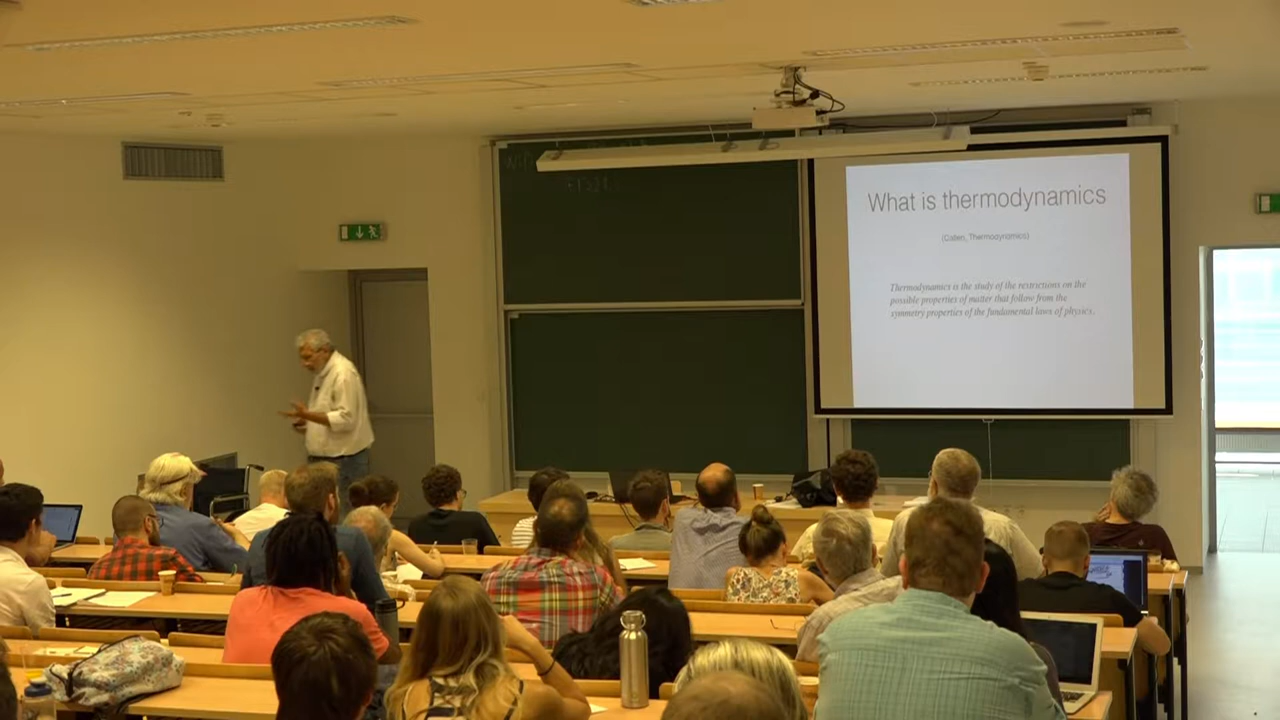 What is thermodynamics
(Callen, Thermodynamics)
Thermodynamics is the study of the restrictions on the
possible properties of matter that follow from the
symmetry properties of the fundamental laws of physics.